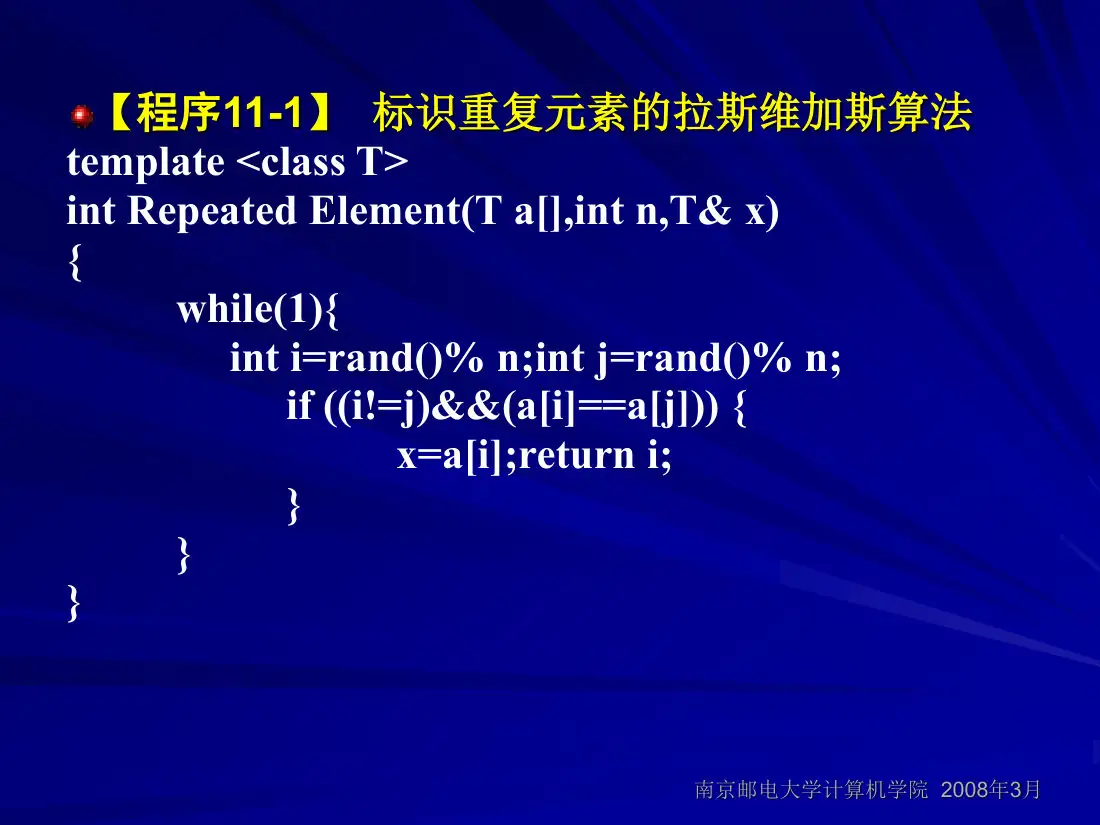 【程序11-1】 标识重复元素的拉斯维加斯算法
template <class T>
int Repeated Element(T a[],int n,T& x)
{
while(1){
int i=rand()% n;int j=rand()% n;
if ((i!=j)&&(a[i]==a[j])) {
x=a[i];return i;
}
}
}
南京邮电大学计算机学院 2008年3月